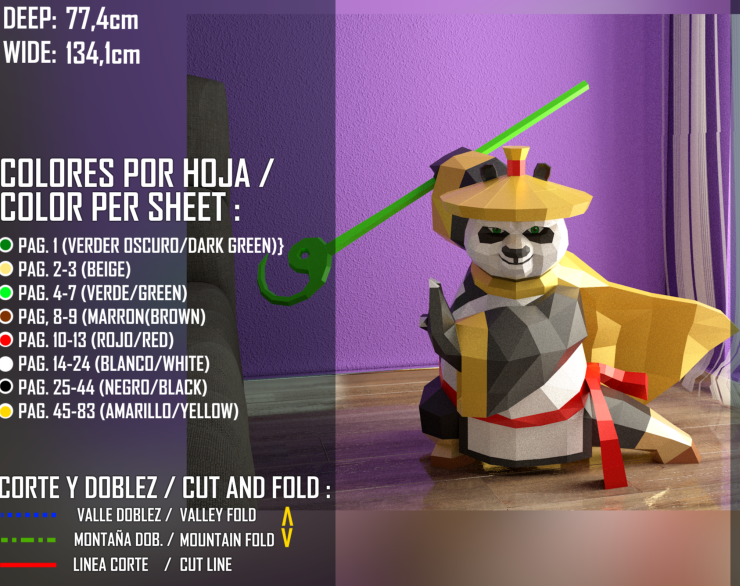 DEEP: 77,4cm
WIDE: 134,1cm
COLORES POR HOJA /
COLOR PER SHEET :
PAG. 1 (VERDER OSCURO/DARK GREEN)}
PAG. 2-3 (BEIGE)
PAG. 4-7 (VERDE/GREEN)
PAG, 8-9 (MARRON(BROWN)
PAG. 10-13 (ROJO/RED)
PAG. 14-24 (BLANCO/WHITE)
PAG. 25-44 (NEGRO/BLACK)
PAG. 45-83 (AMARILLO/YELLOW)
CORTE Y DOBLEZ / CUT AND FOLD :
VALLE DOBLEZ / VALLEY FOLD
MONTAÑA DOB. / MOUNTAIN FOLD
LINEA CORTE / CUT LINE